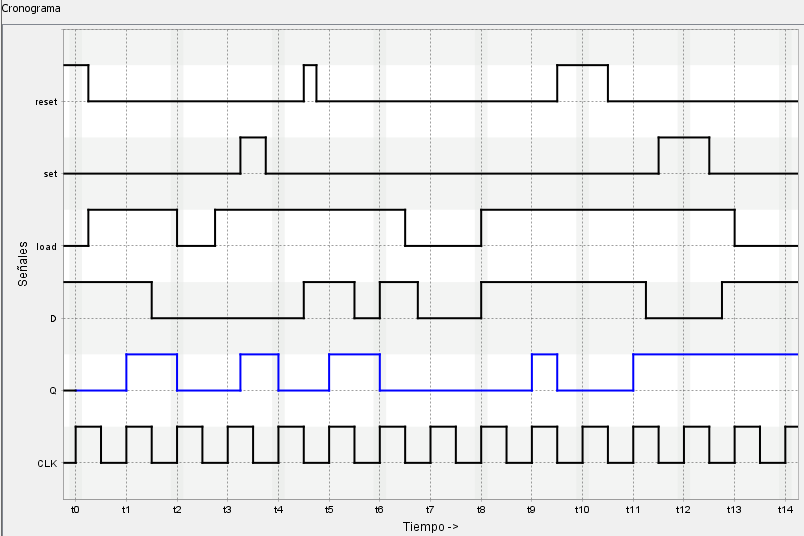 Cronograma
reset
set
load
Señales
D
Q
CLK
t0 t1 t2 t3 t4 t5 t6 t7 t8 t9 t10 t11 t12 t13 t14
Tiempo ->